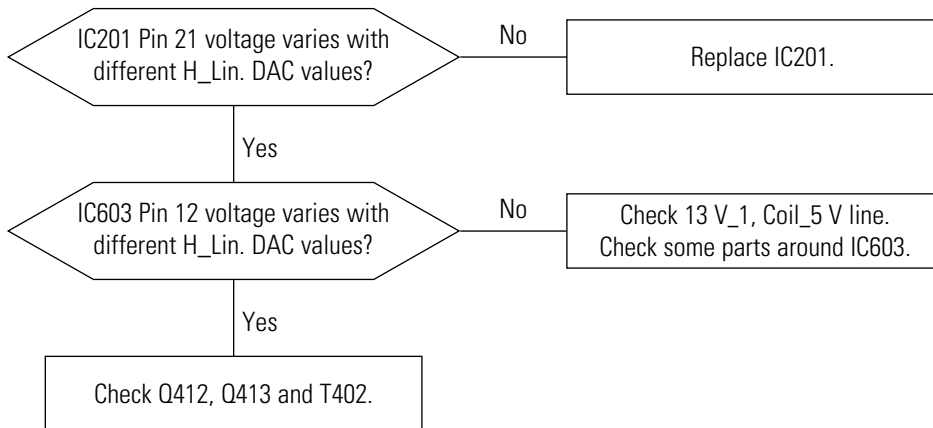 IC201 Pin 21 voltage varies with
different H_Lin. DAC values?
No
Replace IC201.
Yes
IC603 Pin 12 voltage varies with
different H_Lin. DAC values?
No
Check 13 V_1, Coil_5 V line.
Check some parts around IC603.
Yes
Check Q412, Q413 and T402.